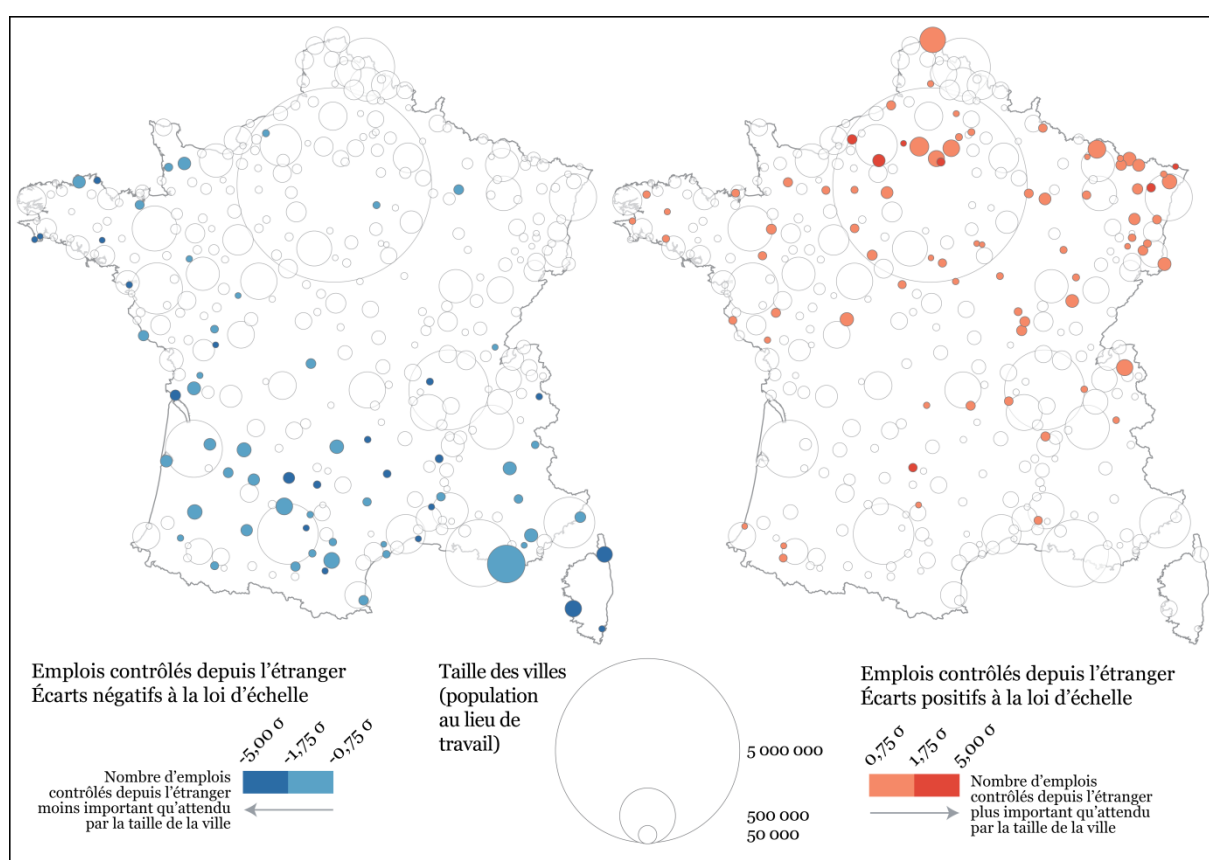 Emplois contrôlés depuis l’étranger
Écarts négatifs à la loi d’échelle
-5,00 σ
-1,75 σ
-0,75 σ
Nombre d’emplois
contrôlés depuis l’étranger
moins important qu’attendu
par la taille de la ville
Taille des villes
(population
au lieu de
travail)
5 000 000
500 000
50 000
Emplois contrôlés depuis l’étranger
Écarts positifs à la loi d’échelle
0,75 σ
1,75 σ
5,00 σ
Nombre d’emplois
contrôlés depuis l’étranger
plus important qu’attendu
par la taille de la ville